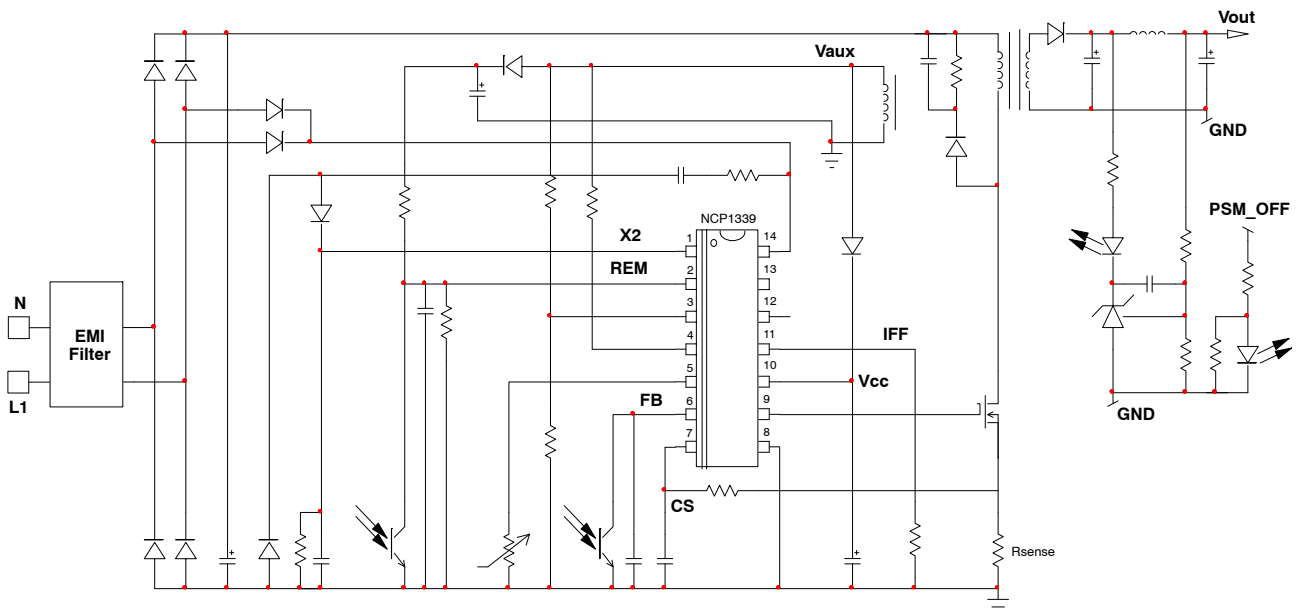 Vout
Vaux
GND
PSM_OFF
NCP1339
X2
REM
1
2
3
4
5
6
7
14
13
12
11
10
9
8
N
L1
EMI
Filter
IFF
Vcc
FB
GND
CS
Rsense
+
+
+
+
+